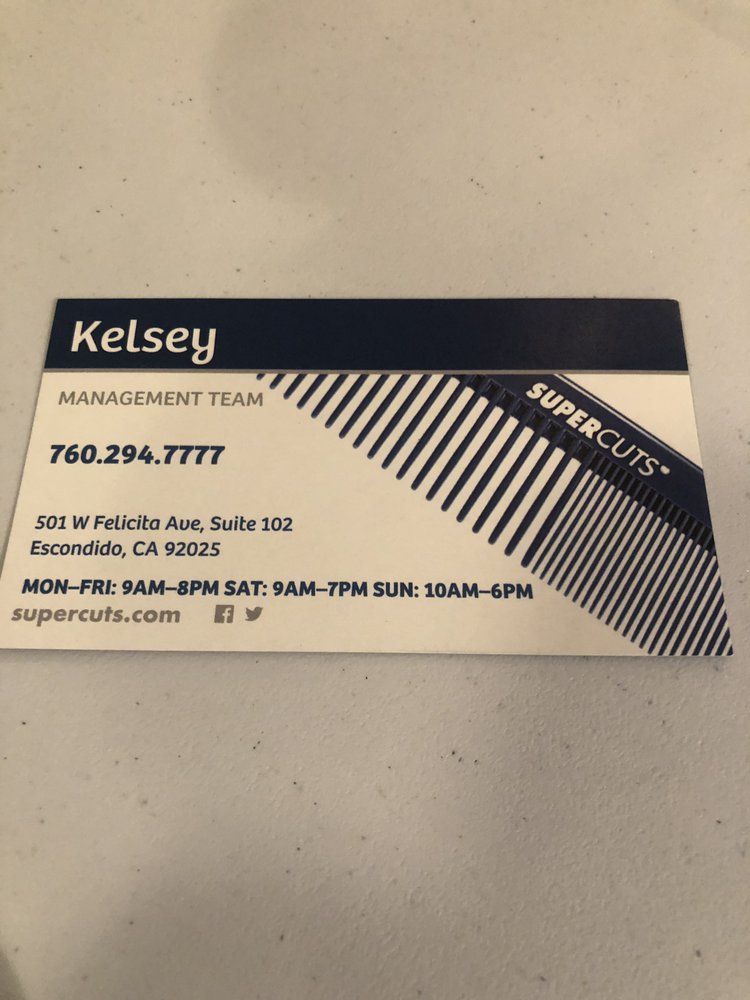 Kelsey
MANAGEMENT TEAM
SUPERCUTS®
760.294.7777
501 W Felicita Ave, Suite 102
Escondido, CA 92025
MON–FRI: 9AM–8PM SAT: 9AM–7PM SUN: 10AM–6PM
supercuts.com